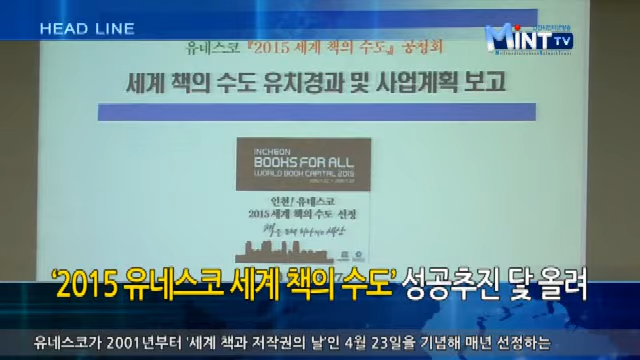 HEAD LINE
MINT TV
유네스코 『2015 세계 책의 수도』 공청회
세계 책의 수도 유치경과 및 사업계획 보고
INCHEON
BOOKS FOR ALL
WORLD BOOK CAPITAL 2015
인천! 유네스코
2015 세계 책의 수도 선정
‘2015 유네스코 세계 책의 수도’ 성공추진 닻 올려
유네스코가 2001년부터 '세계 책과 저작권의 날'인 4월 23일을 기념해 매년 선정하는